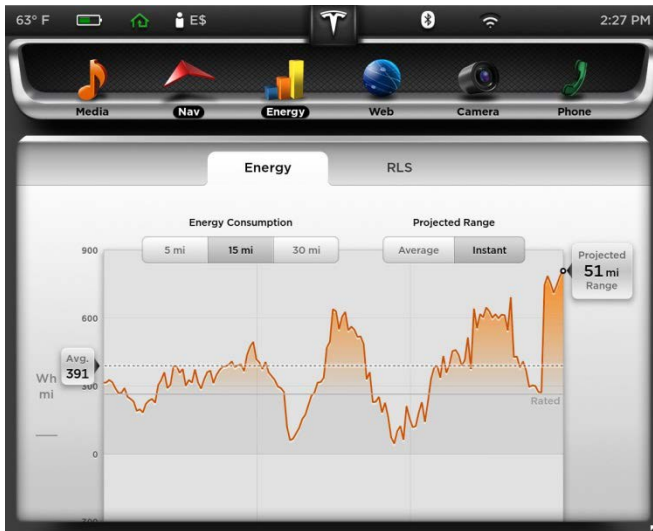 63° F
E$
2:27 PM
Media
Nav
Energy
Web
Camera
Phone
Energy
RLS
Energy Consumption
Projected Range
5 mi
15 mi
30 mi
Average
Instant
900
Projected
51 mi
Range
600
Avg.
391
Wh
mi
300
Rated
0